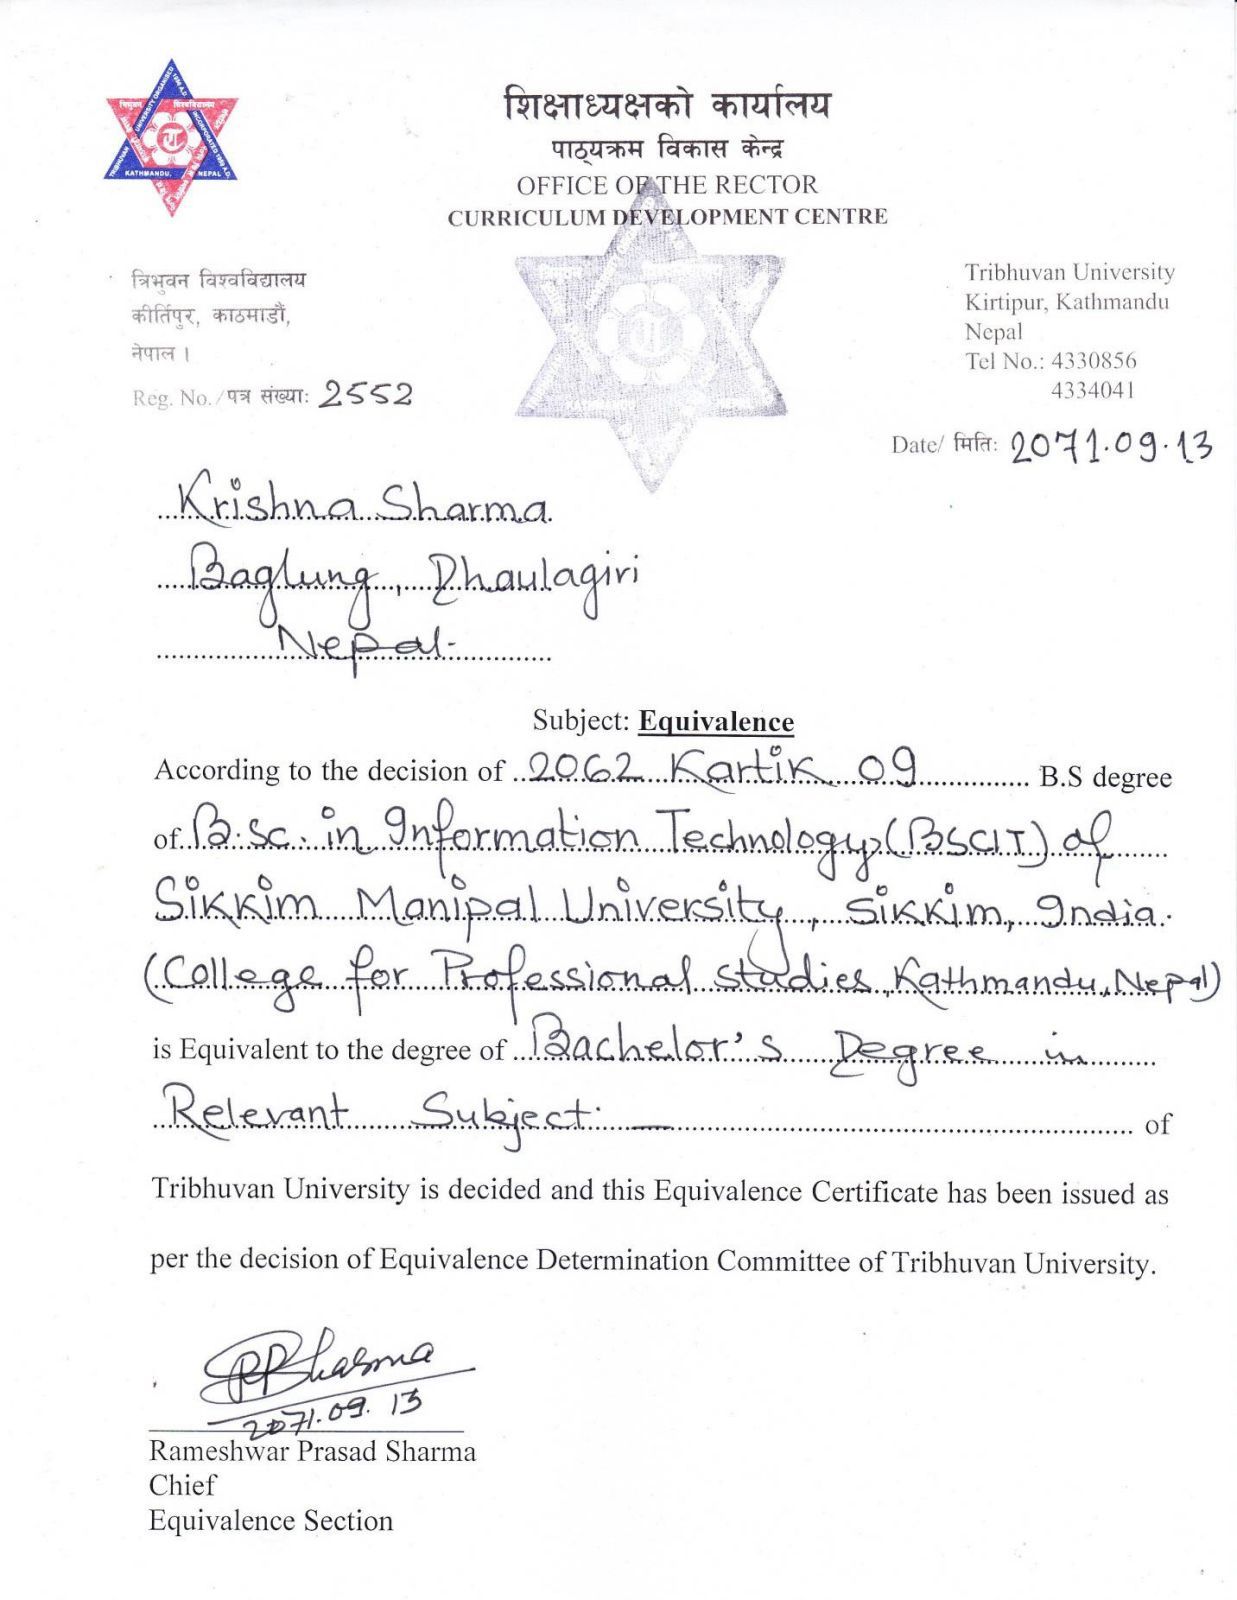 शिक्षाध्यक्षको कार्यालय
पाठ्यक्रम विकास केन्द्र
OFFICE OF THE RECTOR
CURRICULUM DEVELOPMENT CENTRE
त्रिभुवन विश्वविद्यालय
कीर्तिपुर, काठमाडौं,
नेपाल ।
Reg. No./पत्र संख्या: 2552
Tribhuvan University
Kirtipur, Kathmandu
Nepal
Tel No.: 4330856
4334041
Date/ मिति: 2071.09.13
Krishna Sharma
Baglung, Dhaulagiri
Nepal.
Subject: Equivalence
According to the decision of 2062 Kartik 09 B.S degree
of B.Sc. in Information Technology (BSCIT) of
Sikkim Manipal University, Sikkim, India.
(College for Professional Studies, Kathmandu, Nepal)
is Equivalent to the degree of Bachelor's Degree in
Relevant Subject. of
Tribhuvan University is decided and this Equivalence Certificate has been issued as
per the decision of Equivalence Determination Committee of Tribhuvan University.
RPSharma
2071.09.13
Rameshwar Prasad Sharma
Chief
Equivalence Section